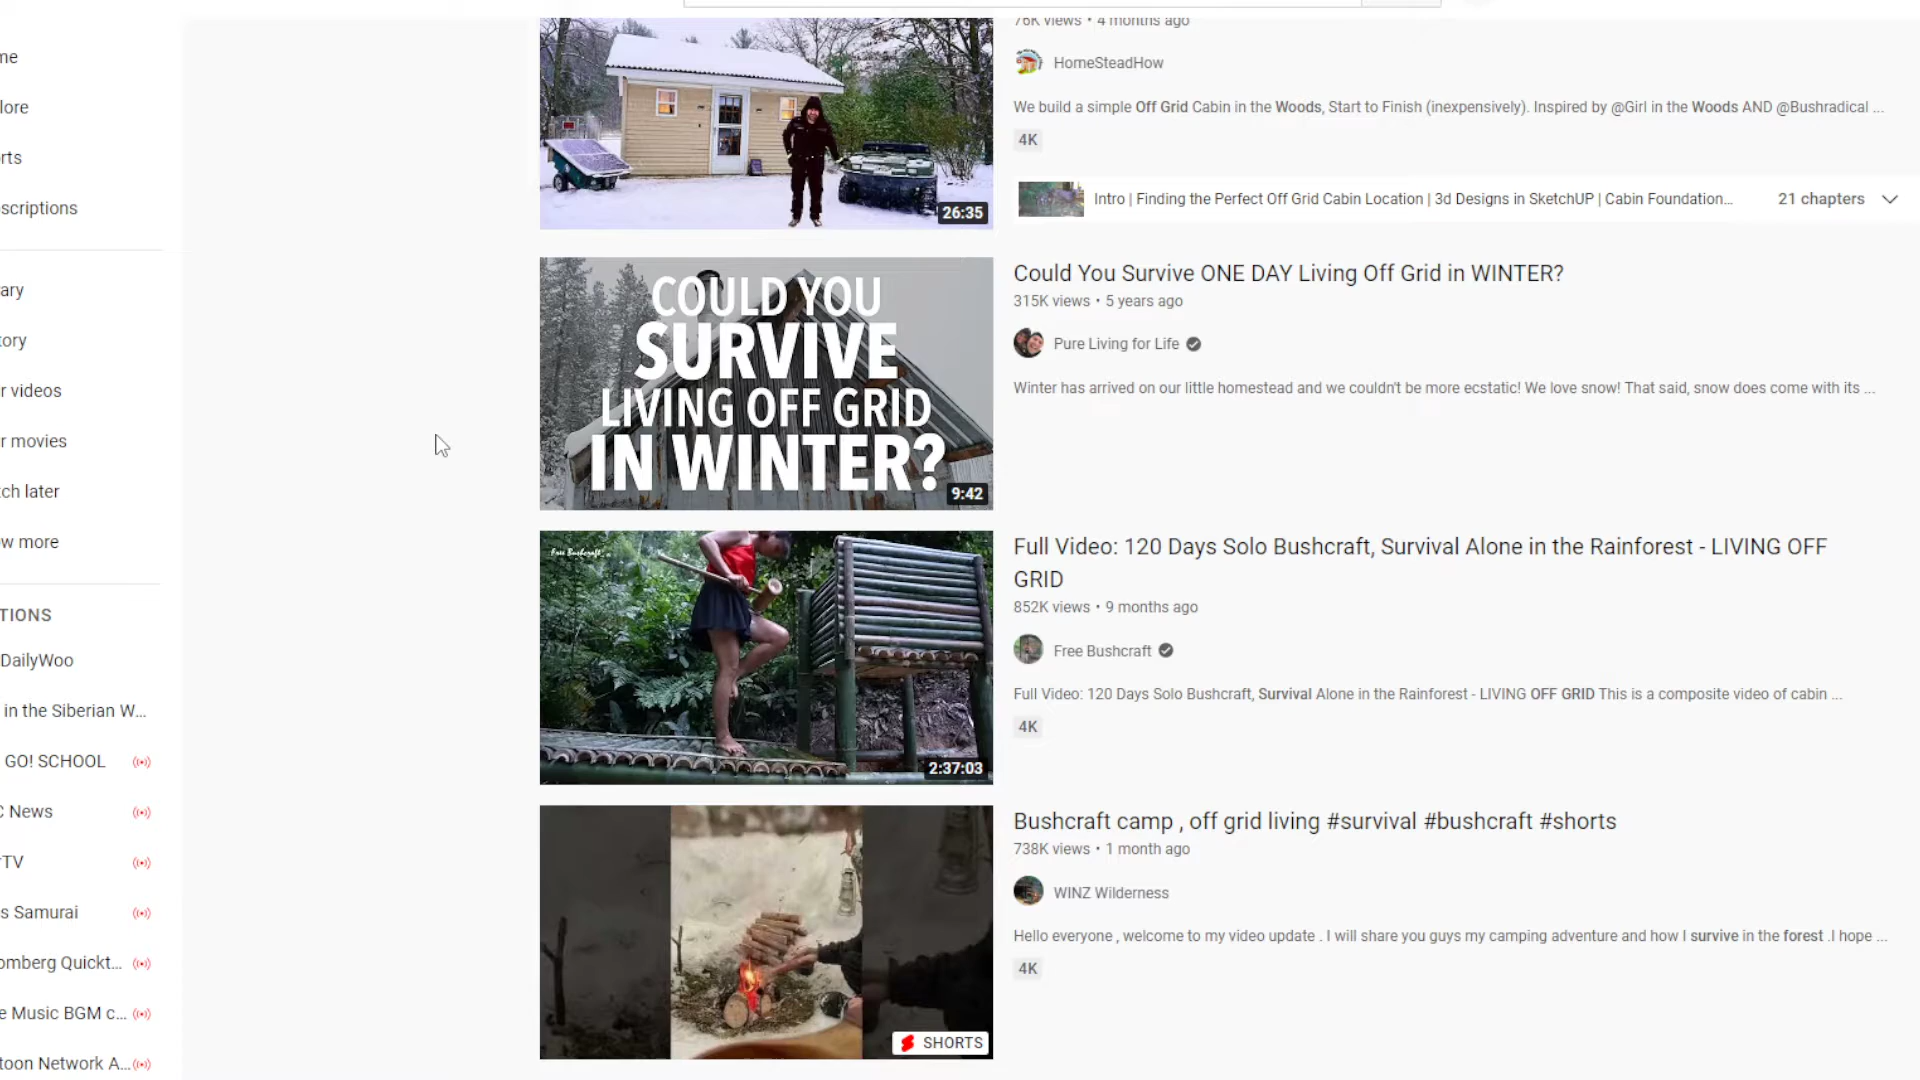 me
lore
rts
scriptions
ary
tory
r videos
r movies
tch later
w more
TIONS
DailyWoo
in the Siberian W...
GO! SCHOOL
C News
TV
s Samurai
omberg Quickt...
e Music BGM c...
toon Network A...
26:35
76K views • 4 months ago
HomeSteadHow
We build a simple Off Grid Cabin in the Woods, Start to Finish (inexpensively). Inspired by @Girl in the Woods AND @Bushradical ...
4K
Intro | Finding the Perfect Off Grid Cabin Location | 3d Designs in SketchUP | Cabin Foundation...
21 chapters
COULD YOU
SURVIVE
LIVING OFF GRID
IN WINTER?
9:42
Could You Survive ONE DAY Living Off Grid in WINTER?
315K views • 5 years ago
Pure Living for Life
Winter has arrived on our little homestead and we couldn't be more ecstatic! We love snow! That said, snow does come with its ...
Free Bushcraft
2:37:03
Full Video: 120 Days Solo Bushcraft, Survival Alone in the Rainforest - LIVING OFF
GRID
852K views • 9 months ago
Free Bushcraft
Full Video: 120 Days Solo Bushcraft, Survival Alone in the Rainforest - LIVING OFF GRID This is a composite video of cabin ...
4K
SHORTS
Bushcraft camp , off grid living #survival #bushcraft #shorts
738K views • 1 month ago
WINZ Wilderness
Hello everyone , welcome to my video update . I will share you guys my camping adventure and how I survive in the forest .I hope ...
4K